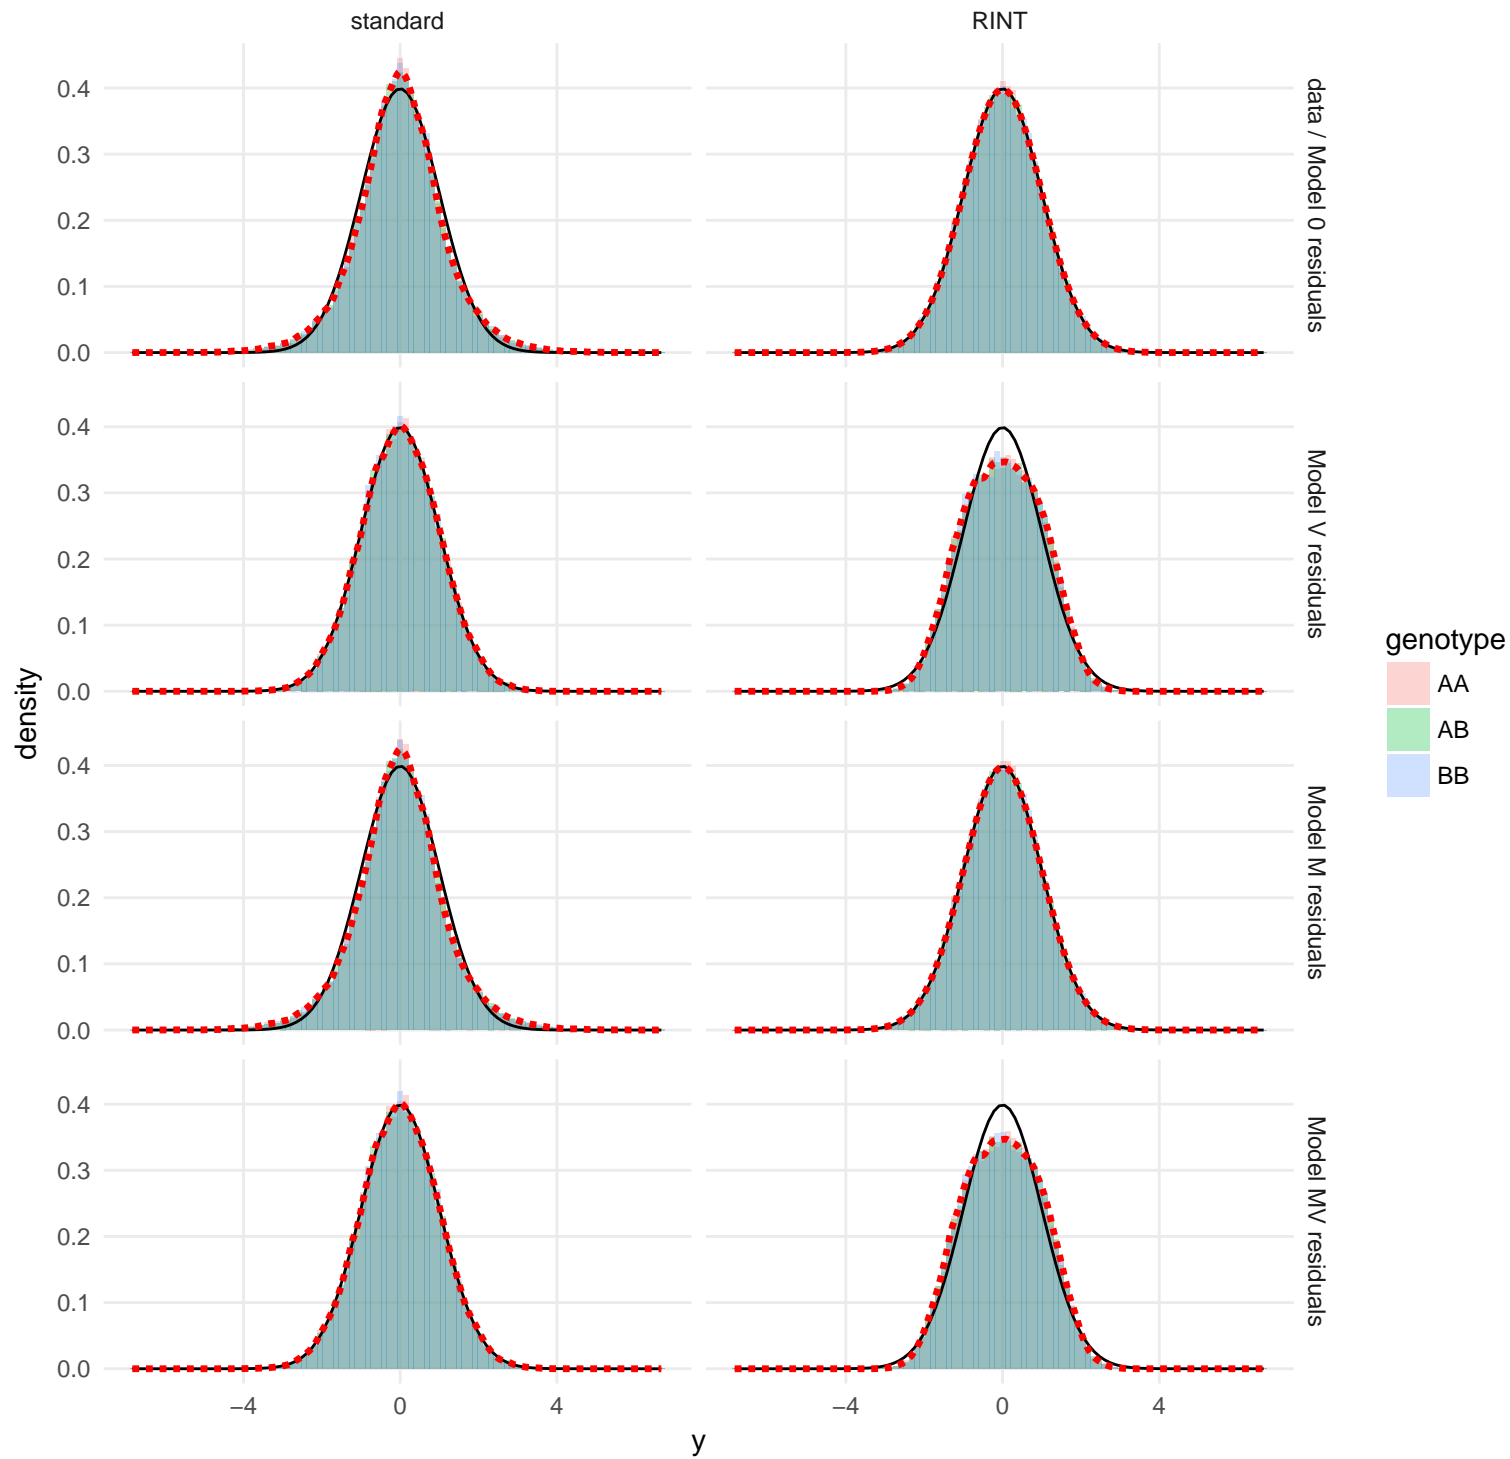 standard
RINT
0.4
0.3
0.2
0.1
0.0
data / Model 0 residuals
0.4
0.3
0.2
0.1
0.0
Model V residuals
0.4
0.3
0.2
0.1
0.0
Model M residuals
0.4
0.3
0.2
0.1
0.0
Model MV residuals
−4
0
4
−4
0
4
y
density
genotype
AA
AB
BB